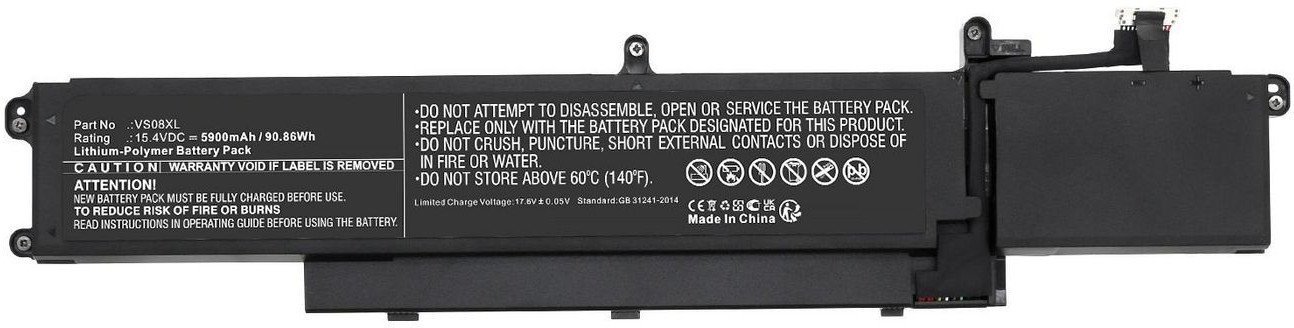 Part No .:VS08XL
Rating .:15.4VDC = 5900mAh / 90.86Wh
Lithium-Polymer Battery Pack
CAUTION WARRANTY VOID IF LABEL IS REMOVED
ATTENTION!
NEW BATTERY PACK MUST BE FULLY CHARGED BEFORE USE.
TO REDUCE RISK OF FIRE OR BURNS
READ INSTRUCTIONS IN OPERATING GUIDE BEFORE USING THE BATTERY.
•DO NOT ATTEMPT TO DISASSEMBLE, OPEN OR SERVICE THE BATTERY PACK.
•REPLACE ONLY WITH THE BATTERY PACK DESIGNATED FOR THIS PRODUCT.
•DO NOT CRUSH, PUNCTURE, SHORT EXTERNAL CONTACTS OR DISPOSE OF
IN FIRE OR WATER.
•DO NOT STORE ABOVE 60°C (140°F).
Limited Charge Voltage:17.6V ± 0.05V Standard:GB 31241-2014
Pb
CE EAC UK CA
Made In China